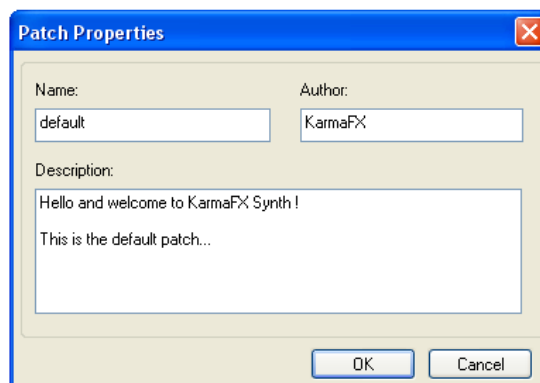 Patch Properties
Name: Author:
default KarmaFX
Description:
Hello and welcome to KarmaFX Synth !
This is the default patch...
OK Cancel